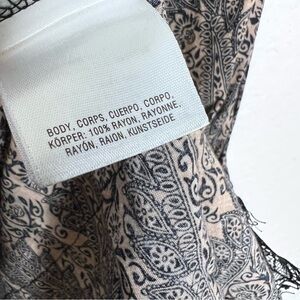 BODY, CORPS, CUERPO, CORPO,
KÖRPER: 100% RAYON, RAYONNE,
RAYÓN, RAION, KUNSTSEIDE